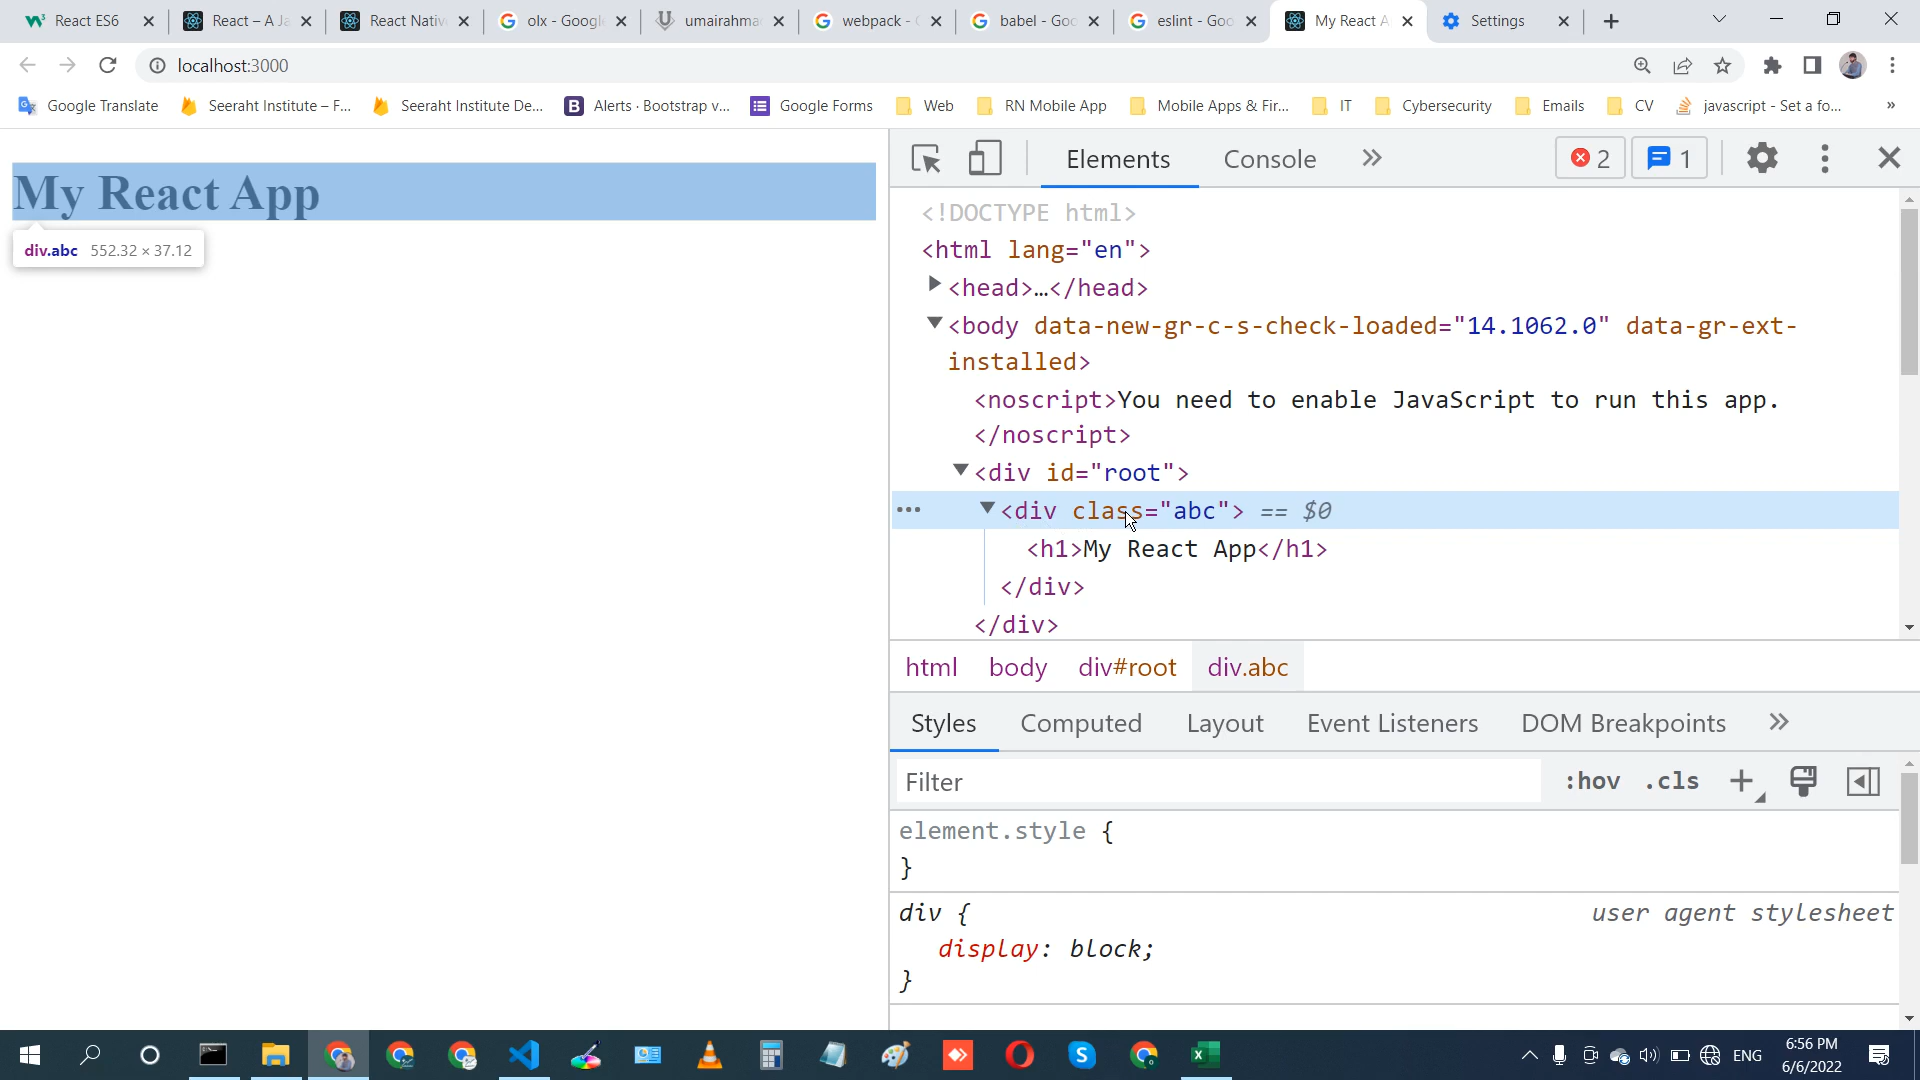 React ES6
React – A Ja
React Nativ
olx - Google
umairahma
webpack - G
babel - Goo
eslint - Goo
My React A
Settings
localhost:3000
Google Translate
Seeraht Institute – F...
Seeraht Institute De...
Alerts · Bootstrap v...
Google Forms
Web
RN Mobile App
Mobile Apps & Fir...
IT
Cybersecurity
Emails
CV
javascript - Set a fo...
»
My React App
div.abc 552.32 × 37.12
Elements Console » 2 1
<!DOCTYPE html>
<html lang="en">
<head>…</head>
<body data-new-gr-c-s-check-loaded="14.1062.0" data-gr-ext-
installed>
<noscript>You need to enable JavaScript to run this app.
</noscript>
<div id="root">
<div class="abc"> == $0
<h1>My React App</h1>
</div>
</div>
html body div#root div.abc
Styles Computed Layout Event Listeners DOM Breakpoints »
Filter :hov .cls
element.style {
}
div { user agent stylesheet
display: block;
}
ENG
6:56 PM
6/6/2022